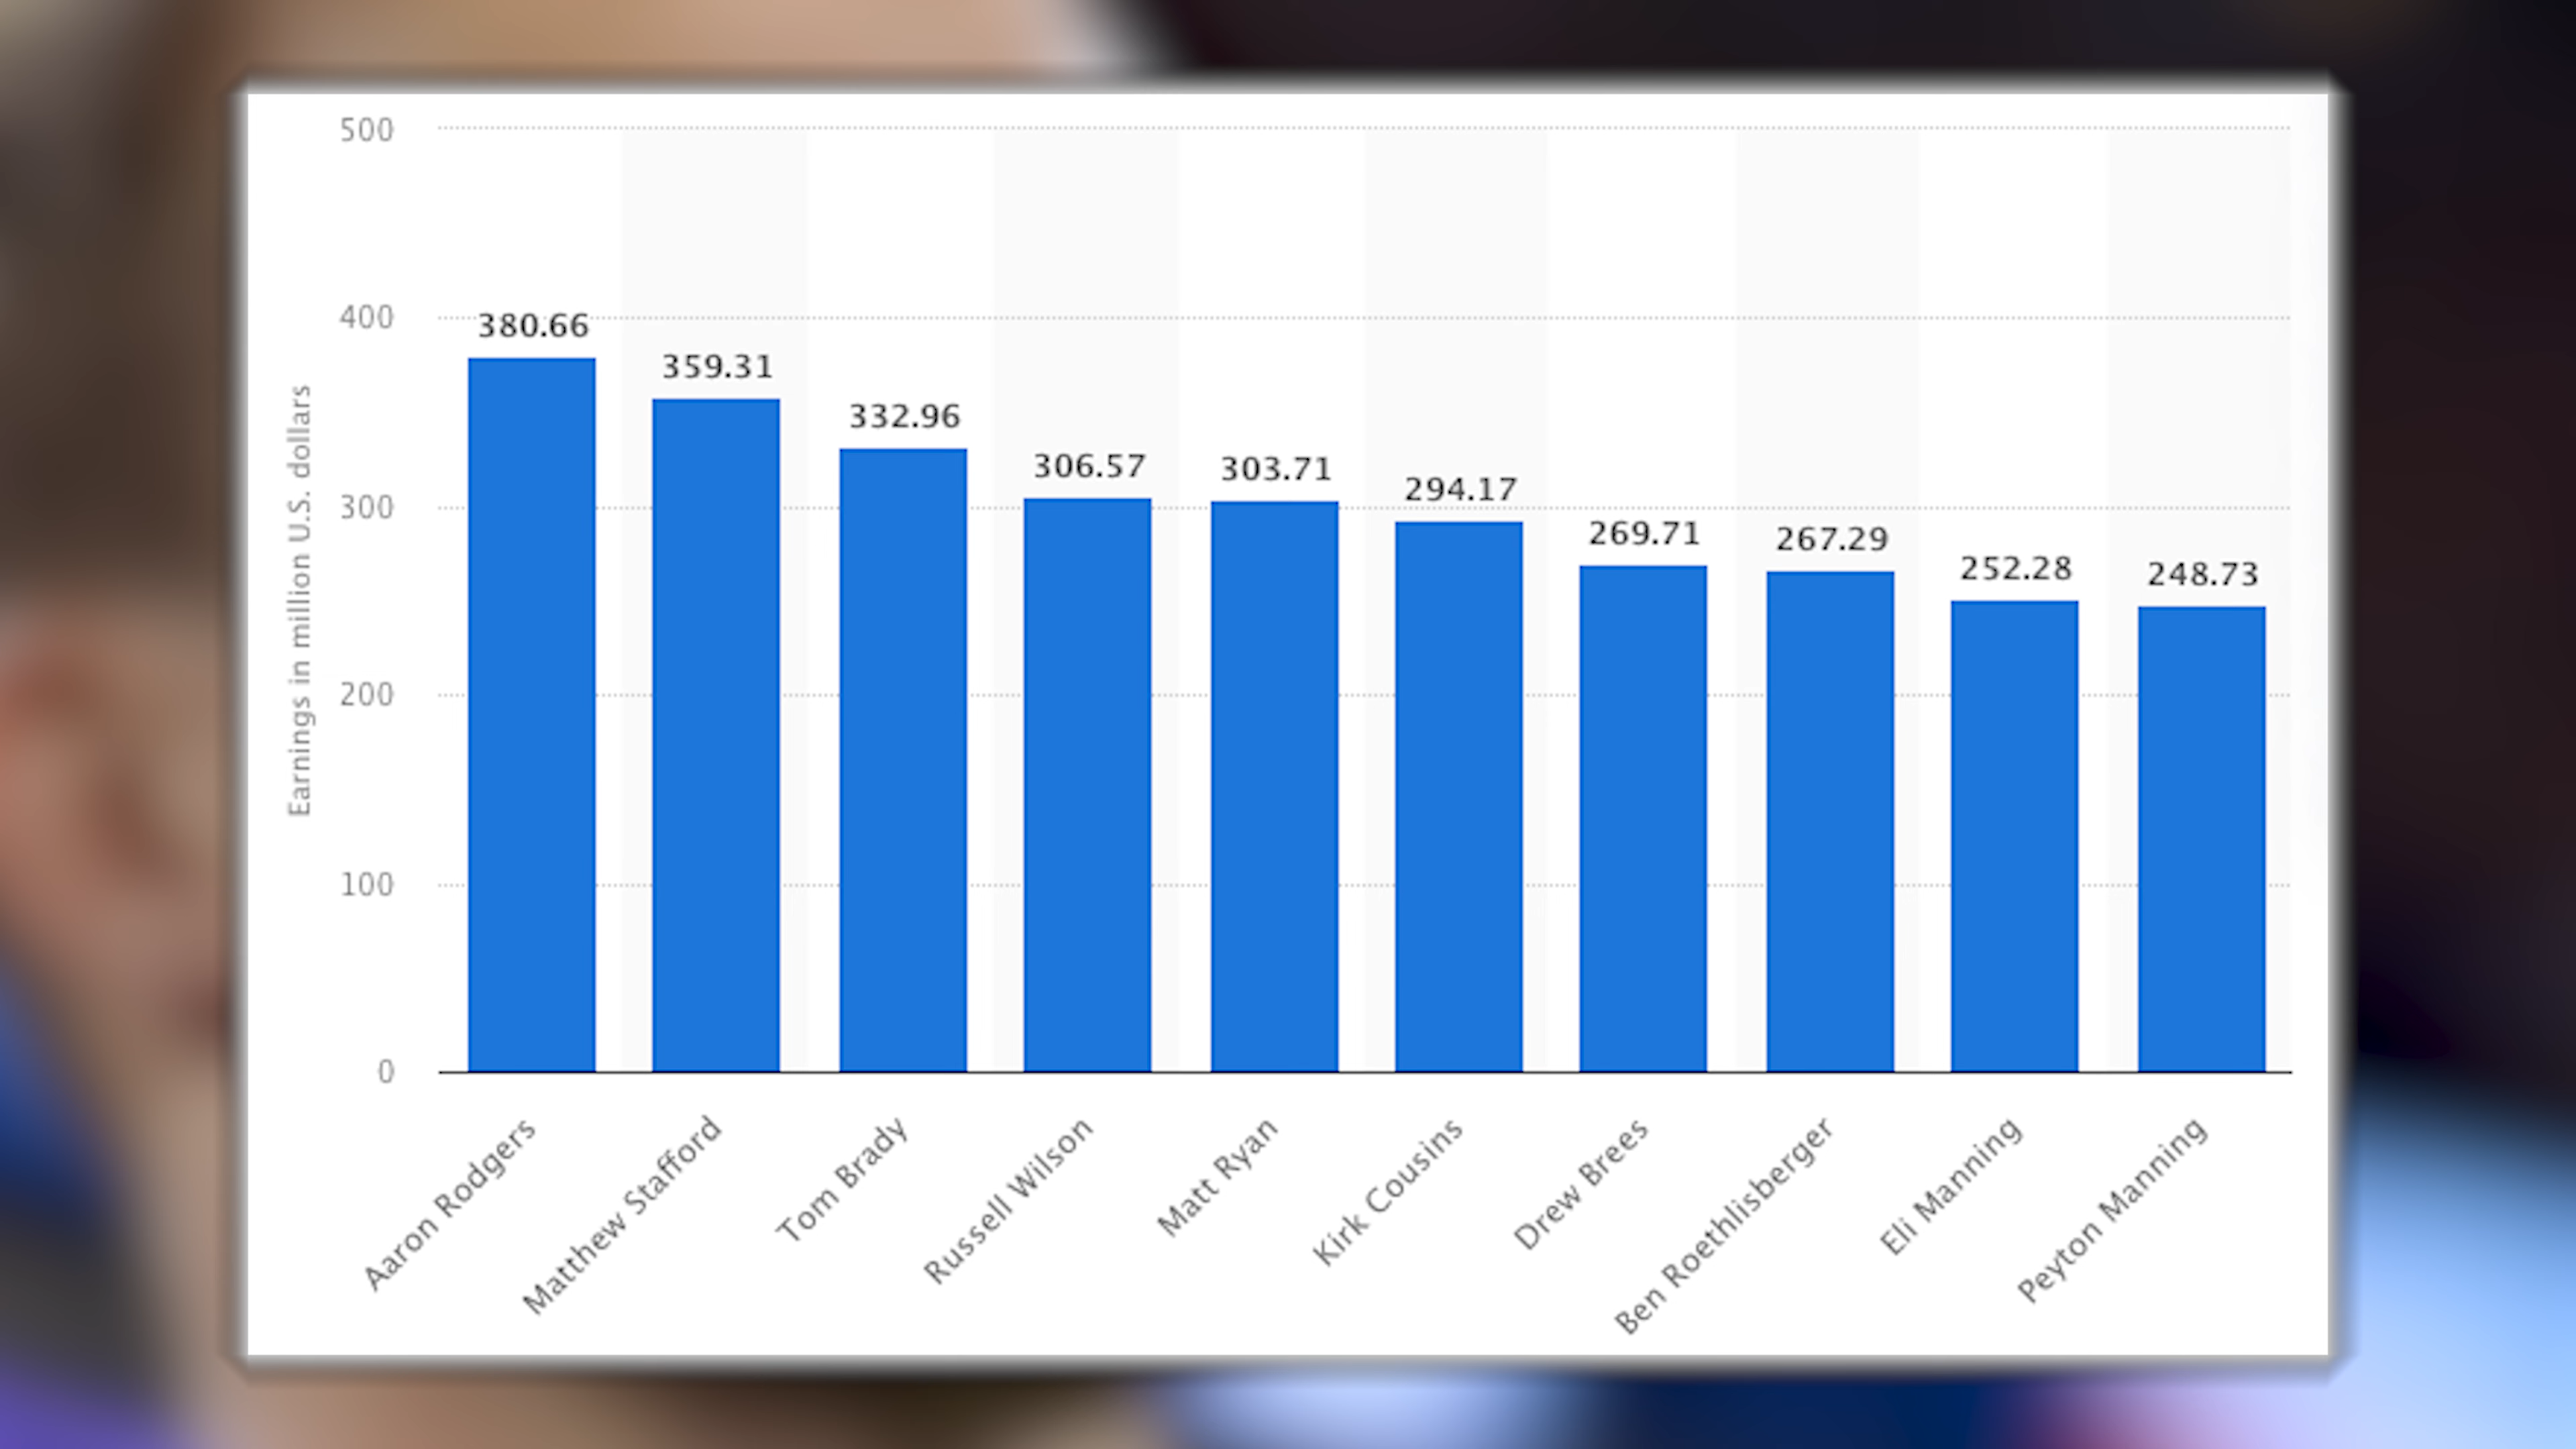 500
400
300
200
100
0
Earnings in million U.S. dollars
380.66
359.31
332.96
306.57
303.71
294.17
269.71
267.29
252.28
248.73
Aaron Rodgers
Matthew Stafford
Tom Brady
Russell Wilson
Matt Ryan
Kirk Cousins
Drew Brees
Ben Roethlisberger
Eli Manning
Peyton Manning